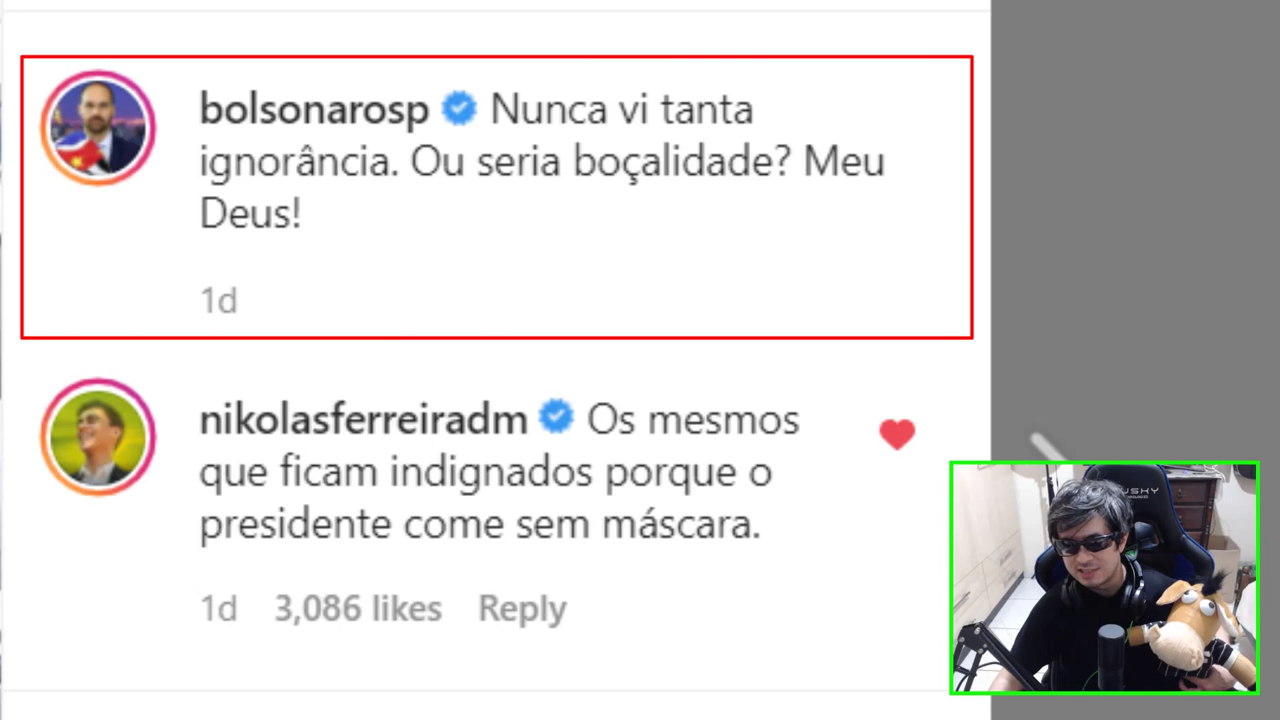 bolsonarosp Nunca vi tanta
ignorância. Ou seria boçalidade? Meu
Deus!
1d
nikolasferreiradm Os mesmos
que ficam indignados porque o
presidente come sem máscara.
1d 3,086 likes Reply